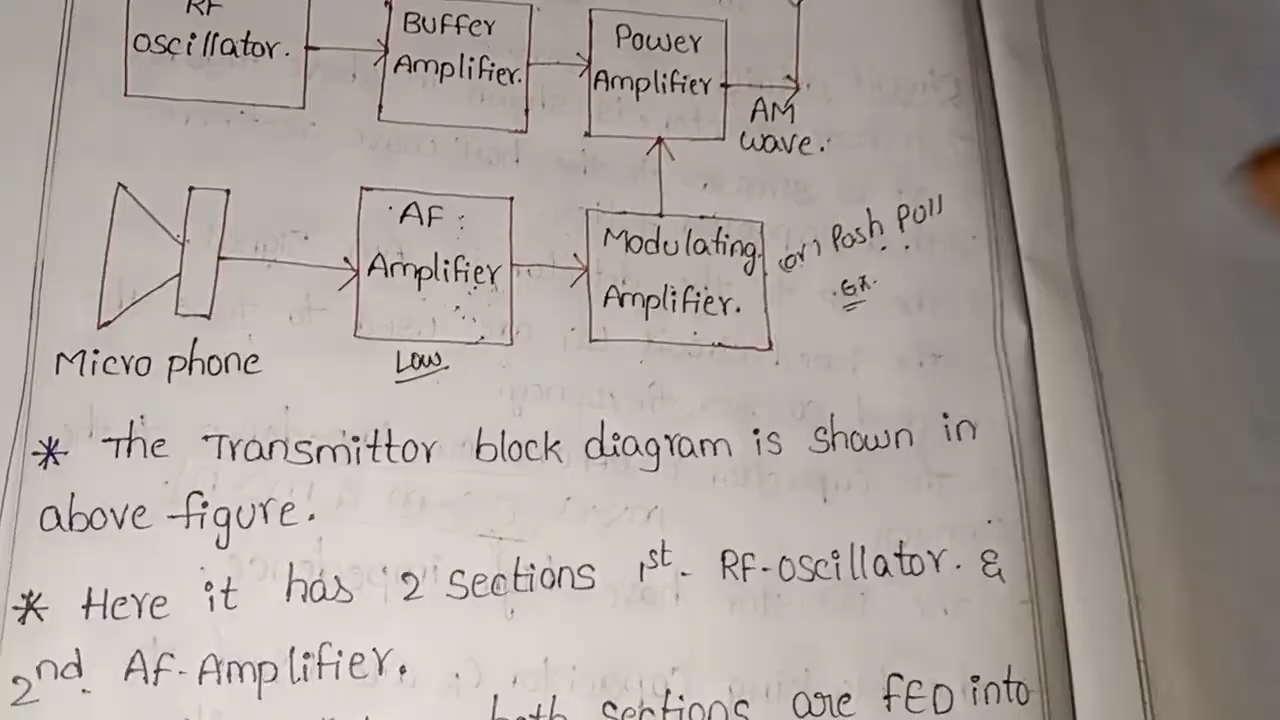 RF
oscillator.
Buffer
Amplifier.
Power
Amplifier
AM
wave.
AF
Amplifier
Low
Modulating
Amplifier.
(or) Push Pull
Ex.
Micro phone
* The Transmittor block diagram is shown in
above figure.
* Here it has 2 sections 1st- RF-oscillator. &
2nd Af-Amplifier.
both sections are fED into